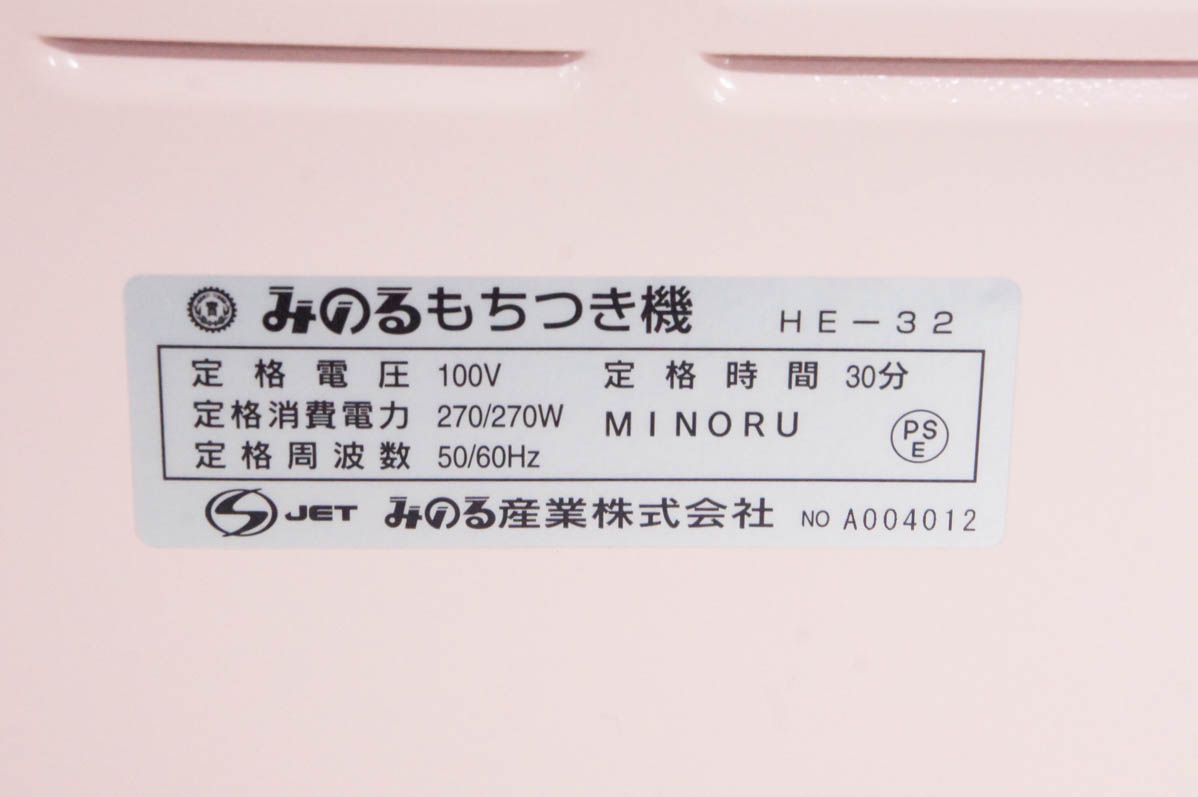 みのるもちつき機 HE-32
定格電圧 100V 定格時間 30分
定格消費電力 270/270W MINORU
定格周波数 50/60Hz
PS
E
S JET みのる産業株式会社 NO A004012